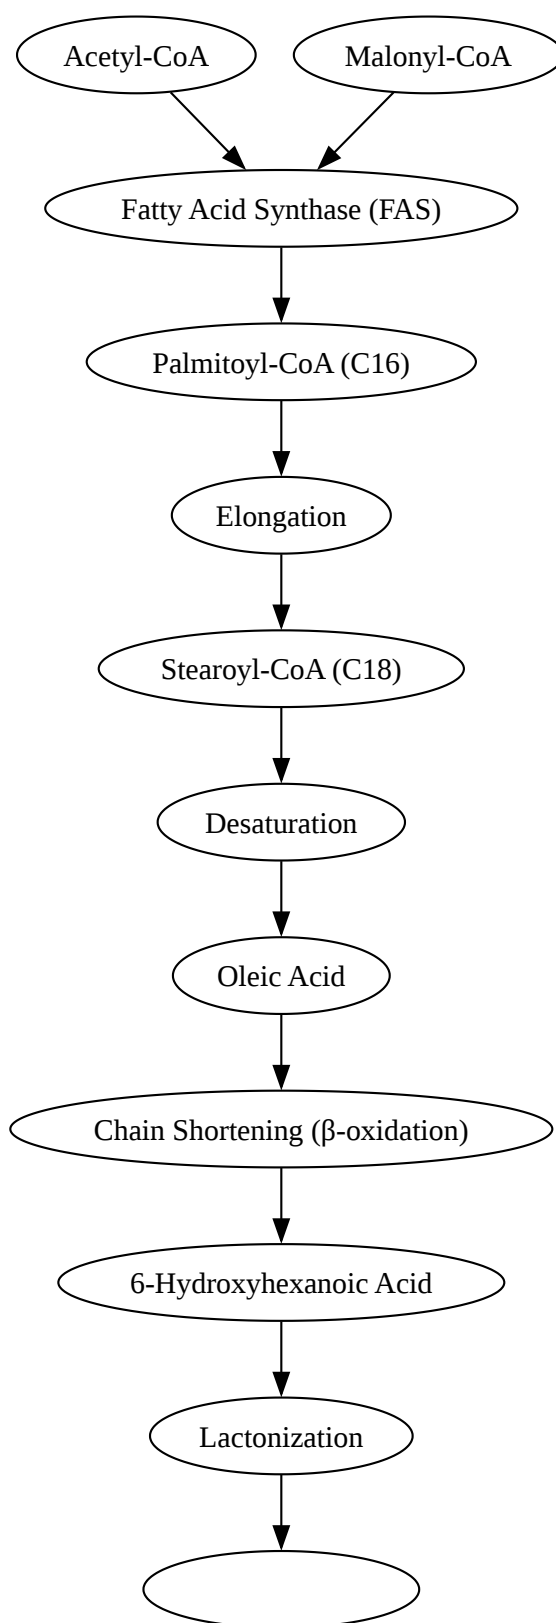 Acetyl-CoA
Malonyl-CoA
Fatty Acid Synthase (FAS)
Palmitoyl-CoA (C16)
Elongation
Stearoyl-CoA (C18)
Desaturation
Oleic Acid
Chain Shortening (β-oxidation)
6-Hydroxyhexanoic Acid
Lactonization